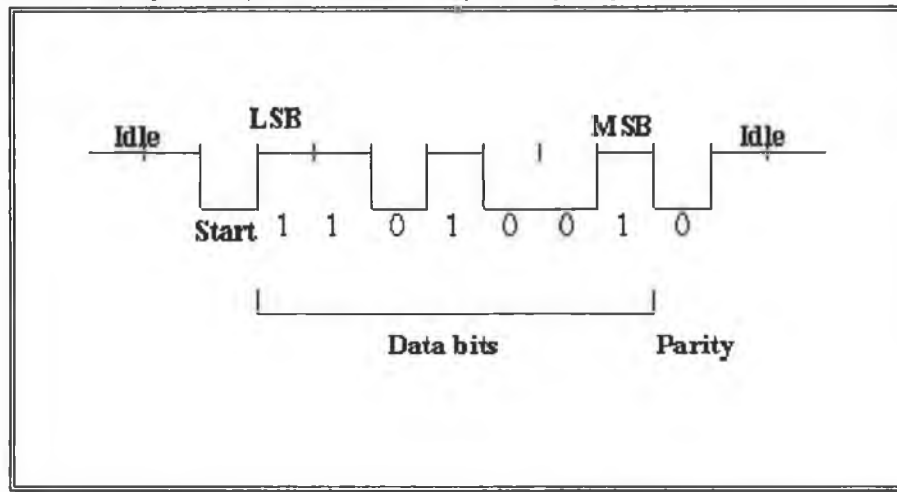 Idle LSB MSB Idle
Start 1 1 0 1 0 0 1 0
Data bits Parity